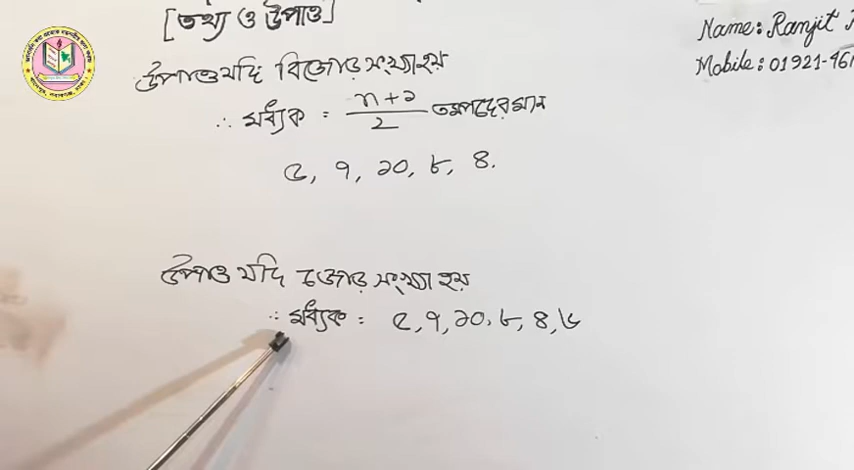 [তথ্য ও উপাত্ত]
Name: Ranjit
Mobile: 01921-461
উপাত্ত যদি বিজোড় সংখ্যা হয়
∴ মধ্যক = n+১/2 তম পদের মান
৫, ৭, ১০, ৮, ৪.
উপাত্ত যদি জোড় সংখ্যা হয়
∴ মধ্যক = ৫, ৭, ১০, ৮, ৪, ৬